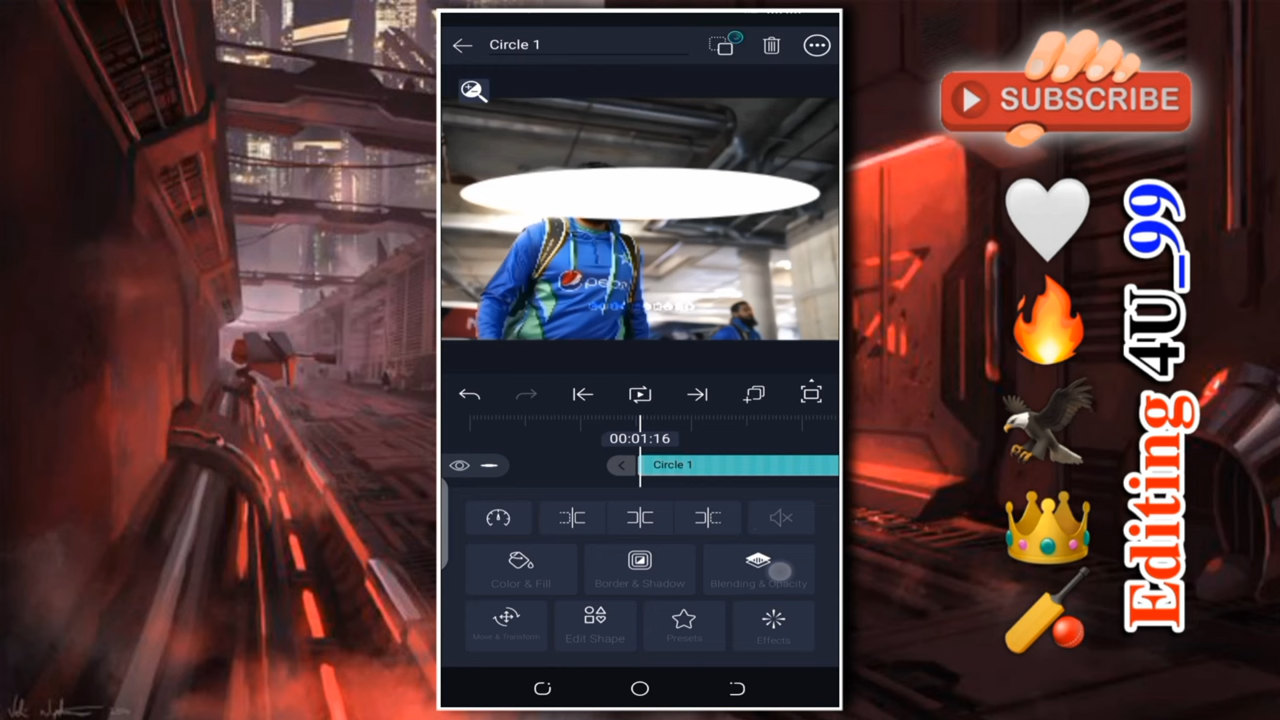 Circle 1
SUBSCRIBE
pepsi
00:01:16
Circle 1
Color & Fill
Border & Shadow
Blending & Opacity
Move & Transform
Edit Shape
Presets
Effects
Editing 4U_99